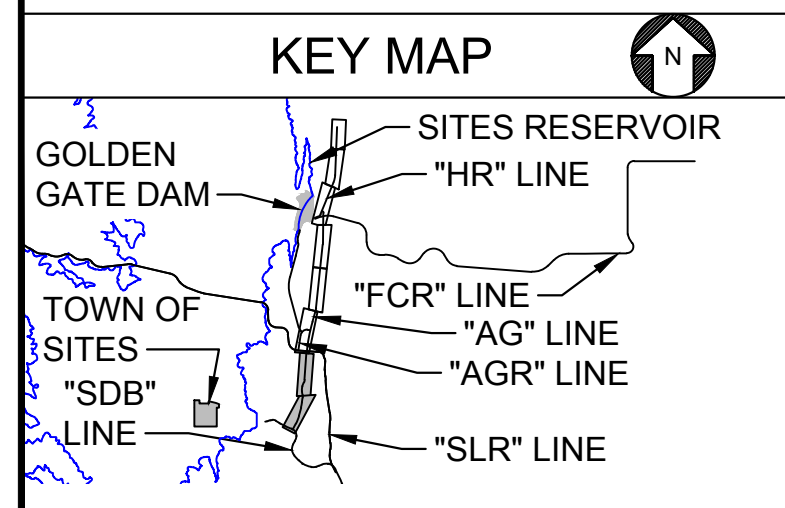 KEY MAP
N
SITES RESERVOIR
GOLDEN
GATE DAM
"HR" LINE
"FCR" LINE
TOWN OF
SITES
"AG" LINE
"AGR" LINE
"SDB"
LINE
"SLR" LINE